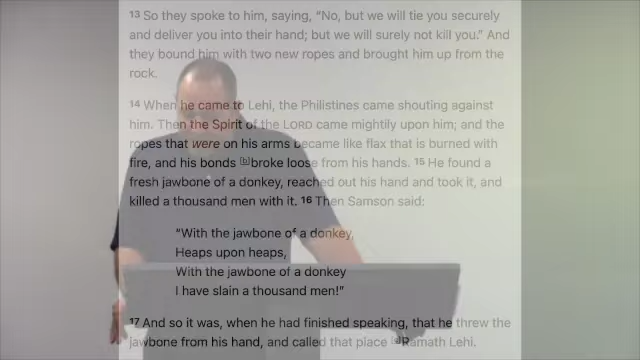 13 So they spoke to him, saying, “No, but we will tie you securely
and deliver you into their hand; but we will surely not kill you.” And
they bound him with two new ropes and brought him up from the
rock.
14 When he came to Lehi, the Philistines came shouting against
him. Then the Spirit of the LORD came mightily upon him; and the
ropes that were on his arms became like flax that is burned with
fire, and his bonds [b]broke loose from his hands. 15 He found a
fresh jawbone of a donkey, reached out his hand and took it, and
killed a thousand men with it. 16 Then Samson said:
“With the jawbone of a donkey,
Heaps upon heaps,
With the jawbone of a donkey
I have slain a thousand men!”
17 And so it was, when he had finished speaking, that he threw the
jawbone from his hand, and called that place [a]Ramath Lehi.